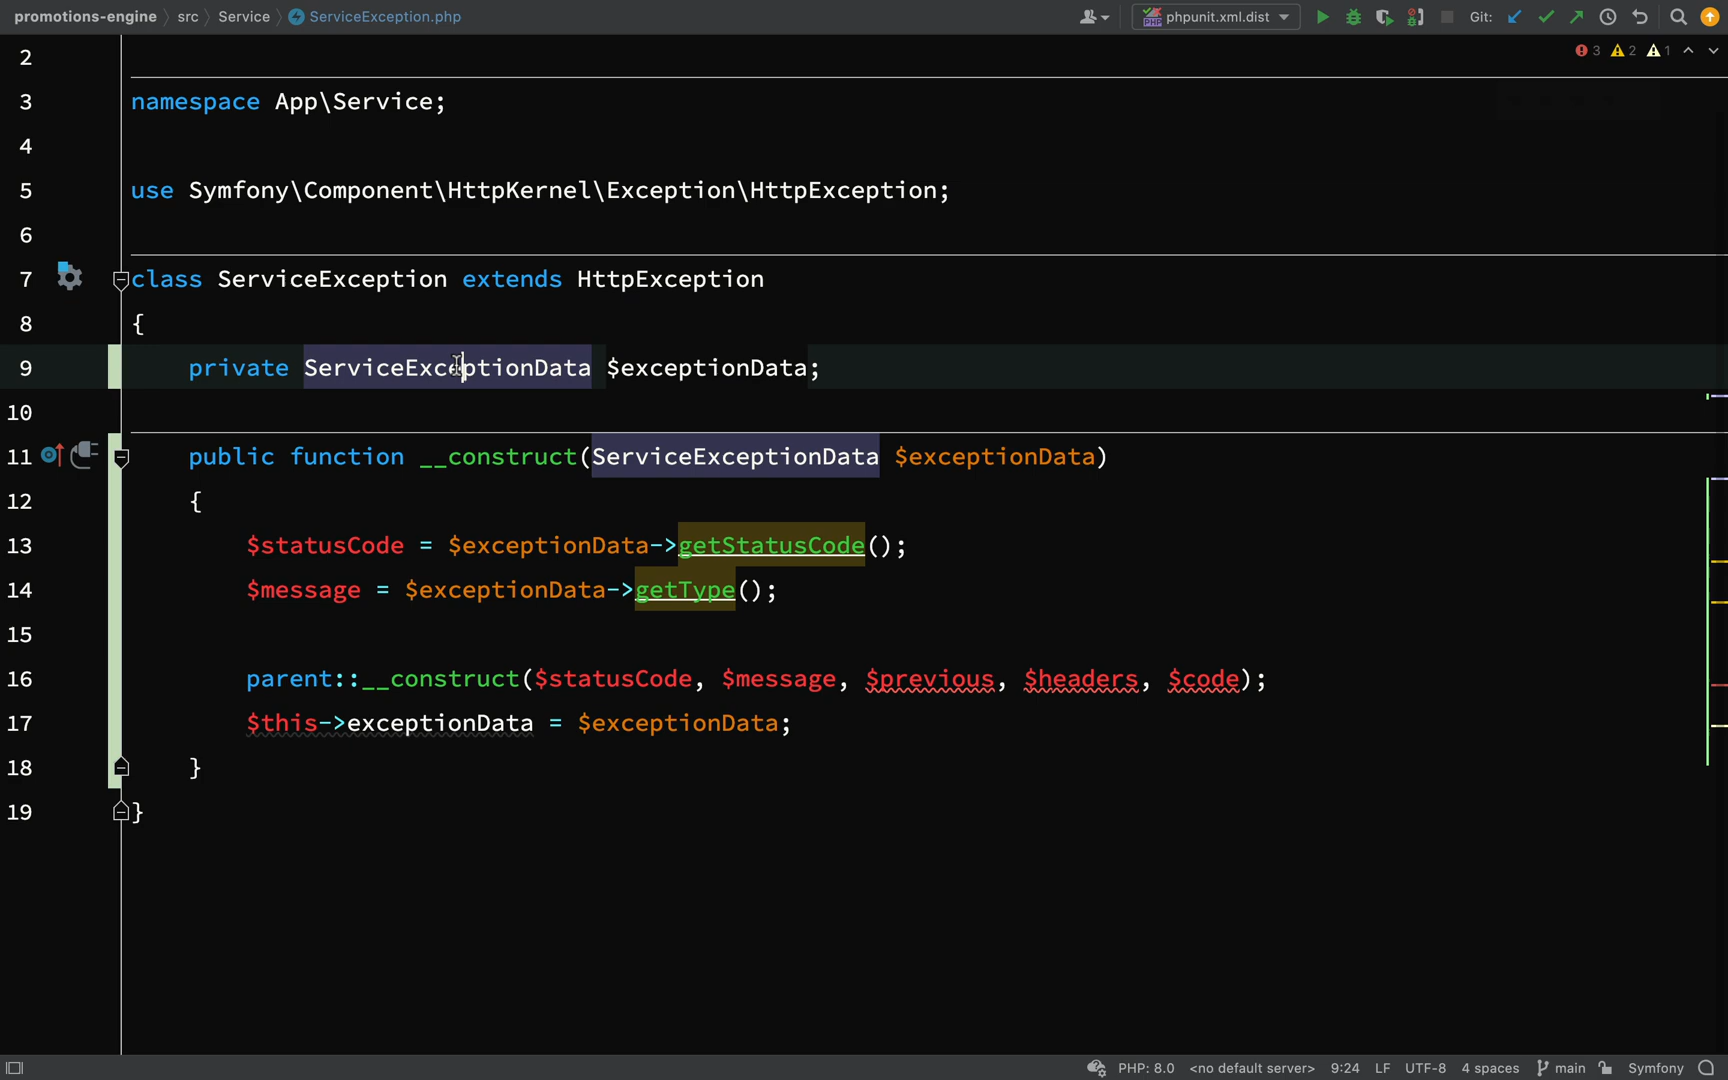 promotions-engine src Service ServiceException.php phpunit.xml.dist Git:
3 2 1
2
3 namespace App\Service;
4
5 use Symfony\Component\HttpKernel\Exception\HttpException;
6
7 class ServiceException extends HttpException
8 {
9 private ServiceExceptionData $exceptionData;
10
11 public function __construct(ServiceExceptionData $exceptionData)
12 {
13 $statusCode = $exceptionData->getStatusCode();
14 $message = $exceptionData->getType();
15
16 parent::__construct($statusCode, $message, $previous, $headers, $code);
17 $this->exceptionData = $exceptionData;
18 }
19 }
PHP: 8.0 <no default server> 9:24 LF UTF-8 4 spaces main Symfony